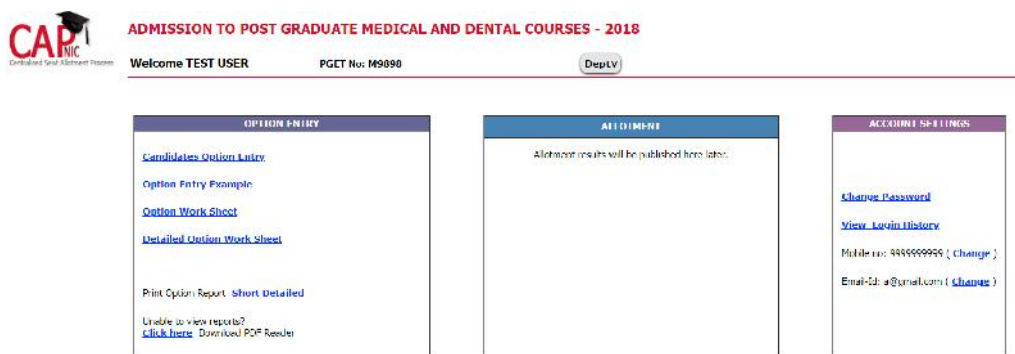 CAP
NIC
Centralised Seat Allotment Process
ADMISSION TO POST GRADUATE MEDICAL AND DENTAL COURSES - 2018
Welcome TEST USER PGET No: M9898 DeptV
OPTION ENTRY
Candidates Option Entry
Option Entry Example
Option Work Sheet
Detailed Option Work Sheet
Print Option Report Short Detailed
Unable to view reports?
Click here Download PDF Reader
ALLOTMENT
Allotment results will be published here later.
ACCOUNT SETTINGS
Change Password
View Login History
Mobile no: 9999999999 ( Change )
Email-Id: a@gmail.com ( Change )